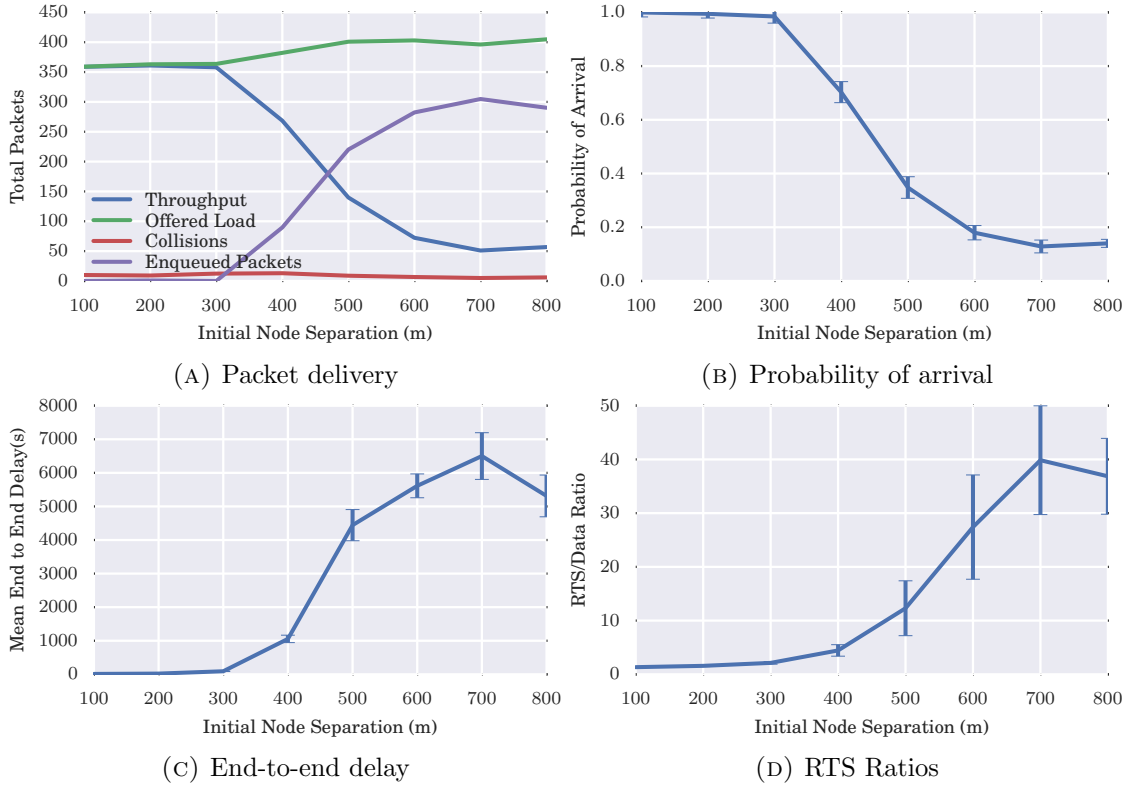 450
400
350
300
250
200
150
100
50
0
Total Packets
Throughput
Offered Load
Collisions
Enqueued Packets
100 200 300 400 500 600 700 800
Initial Node Separation (m)
(A) Packet delivery
1.0
0.8
0.6
0.4
0.2
0.0
Probability of Arrival
100 200 300 400 500 600 700 800
Initial Node Separation (m)
(B) Probability of arrival
8000
7000
6000
5000
4000
3000
2000
1000
0
Mean End to End Delay(s)
100 200 300 400 500 600 700 800
Initial Node Separation (m)
(C) End-to-end delay
50
40
30
20
10
0
RTS/Data Ratio
100 200 300 400 500 600 700 800
Initial Node Separation (m)
(D) RTS Ratios